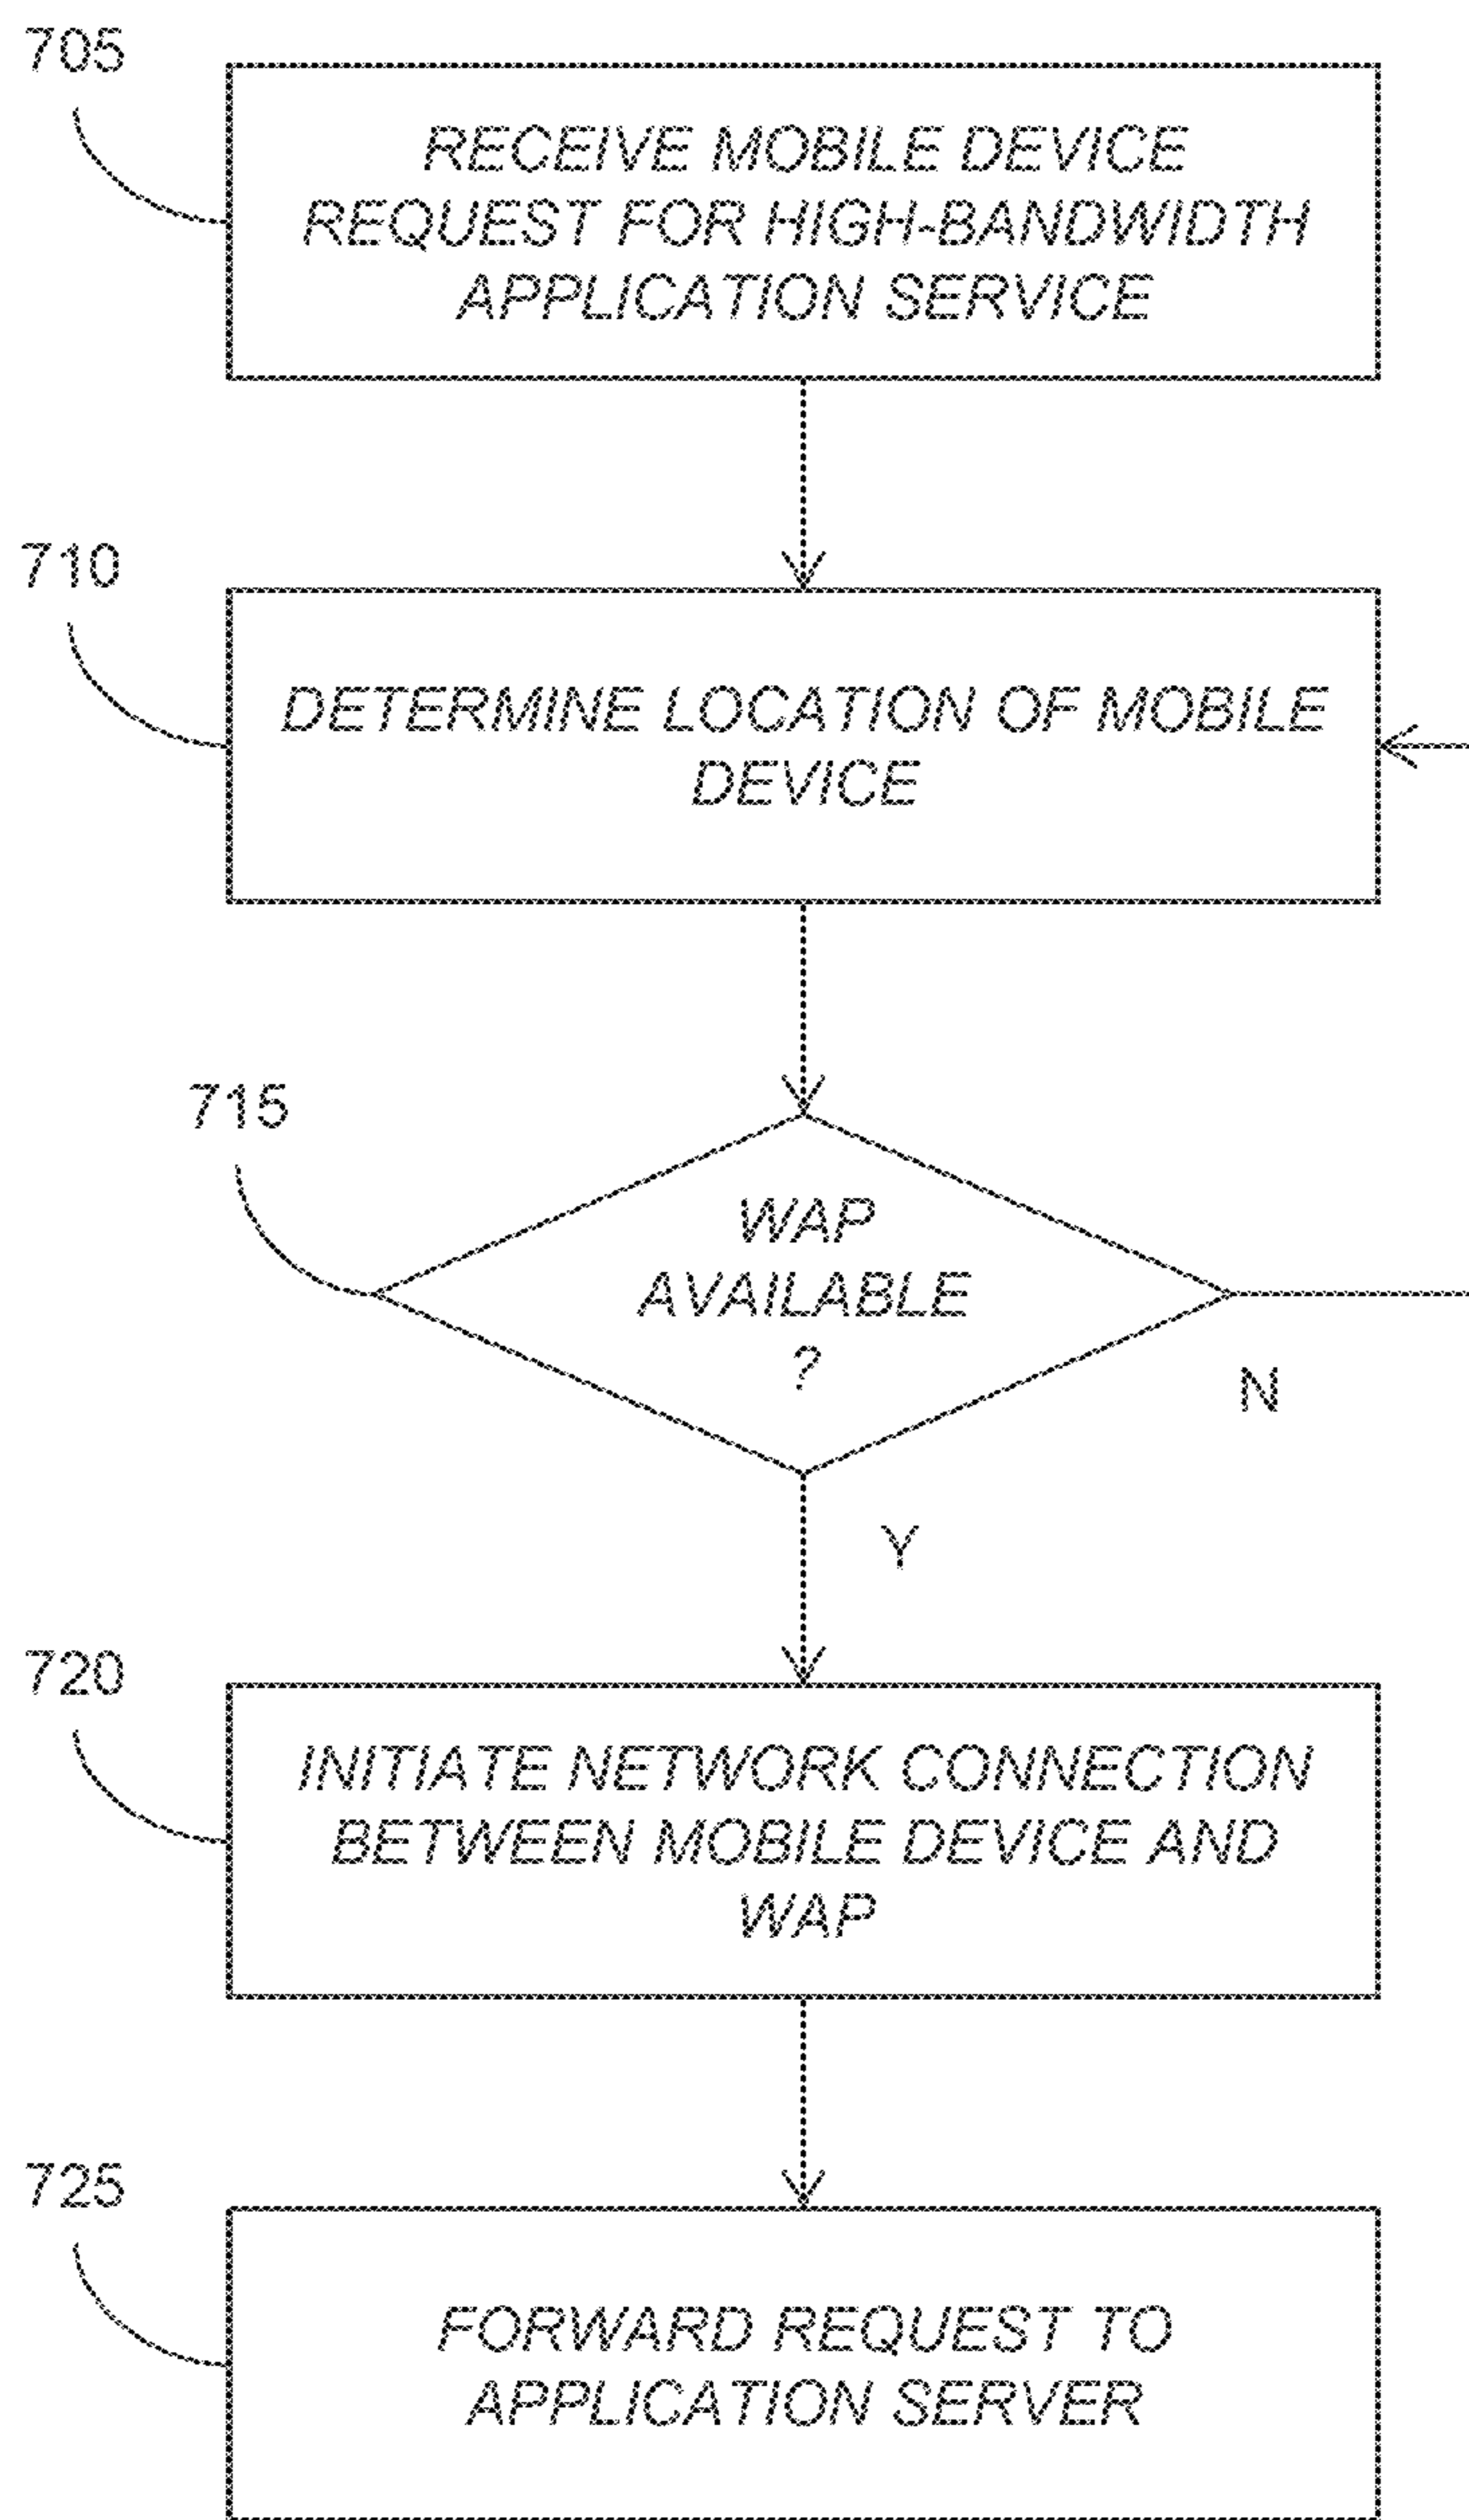 705
RECEIVE MOBILE DEVICE
REQUEST FOR HIGH-BANDWIDTH
APPLICATION SERVICE
710
DETERMINE LOCATION OF MOBILE
DEVICE
715
WAP
AVAILABLE
?
N
Y
720
INITIATE NETWORK CONNECTION
BETWEEN MOBILE DEVICE AND
WAP
725
FORWARD REQUEST TO
APPLICATION SERVER